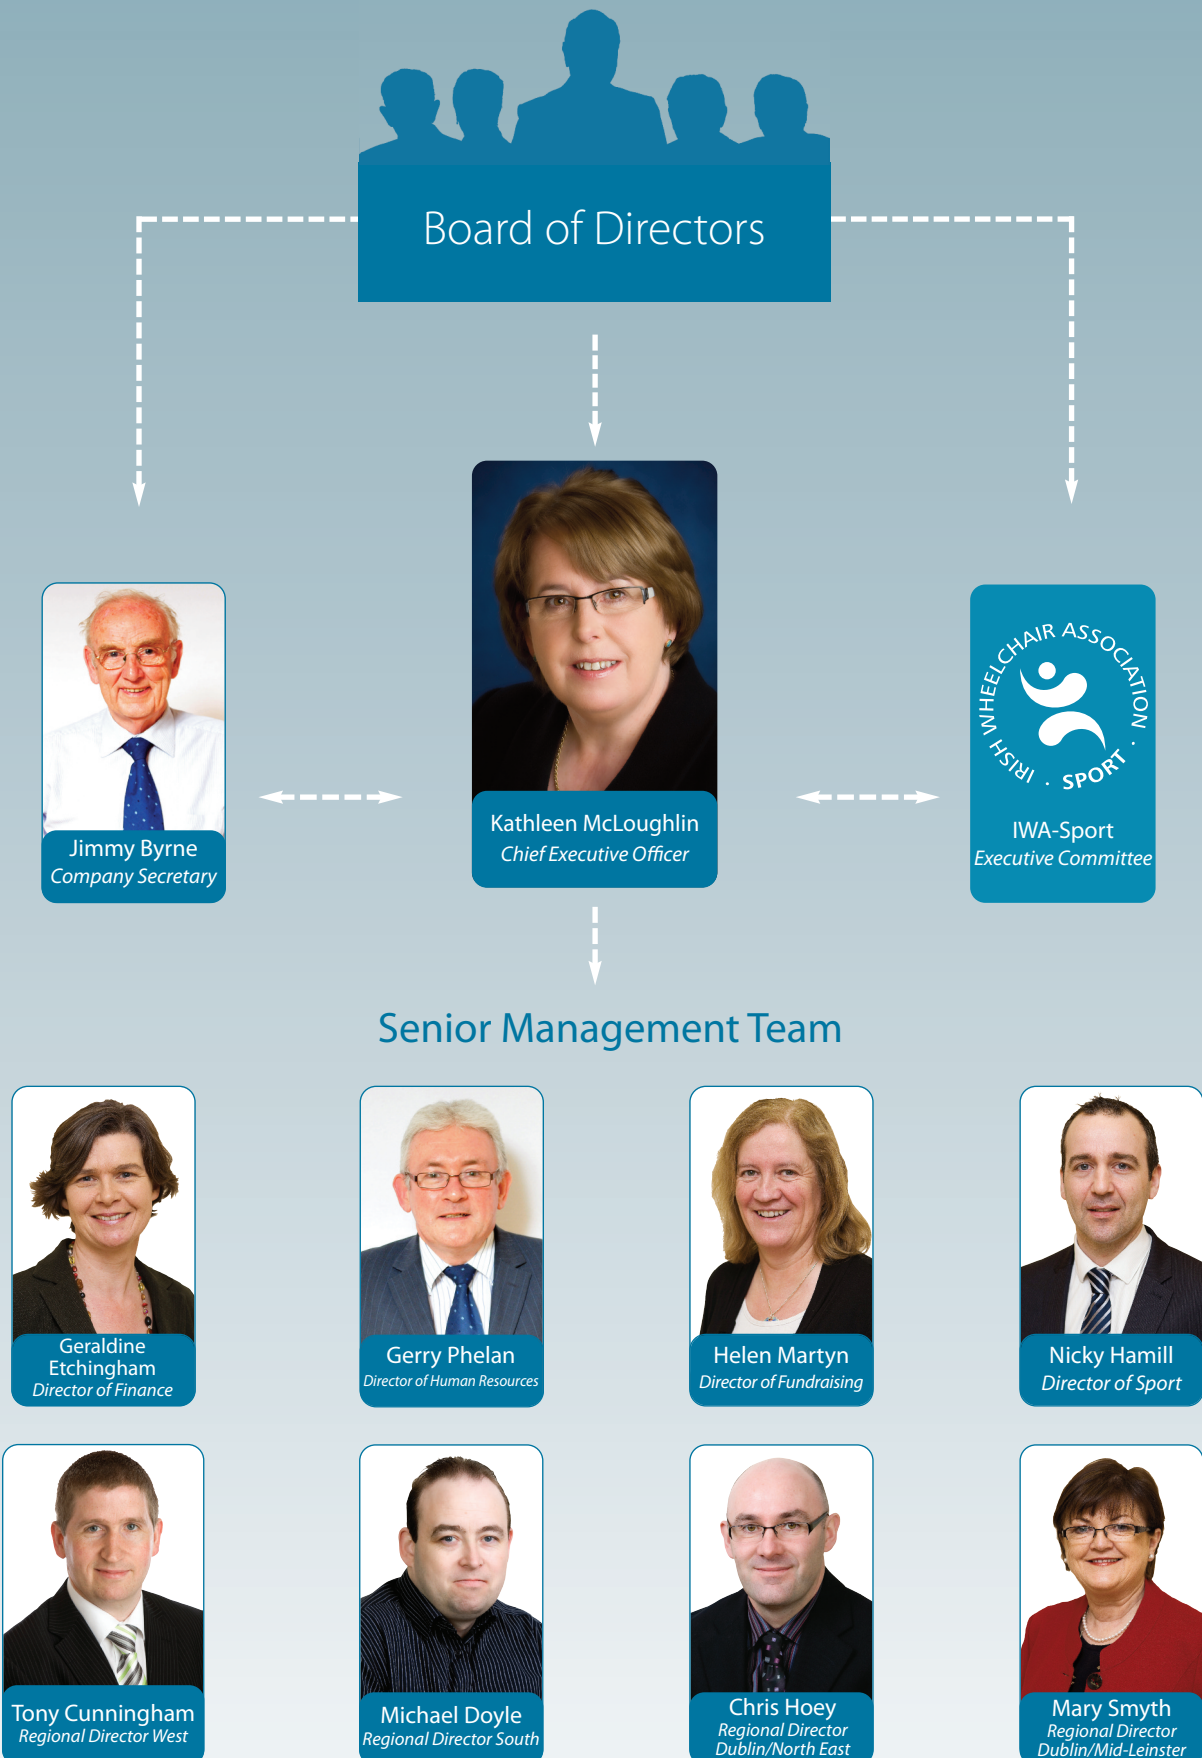 Board of Directors
Jimmy Byrne
Company Secretary
Kathleen McLoughlin
Chief Executive Officer
IRISH WHEELCHAIR ASSOCIATION · SPORT ·
IWA-Sport
Executive Committee
Senior Management Team
Geraldine
Etchingham
Director of Finance
Gerry Phelan
Director of Human Resources
Helen Martyn
Director of Fundraising
Nicky Hamill
Director of Sport
Tony Cunningham
Regional Director West
Michael Doyle
Regional Director South
Chris Hoey
Regional Director
Dublin/North East
Mary Smyth
Regional Director
Dublin/Mid-Leinster